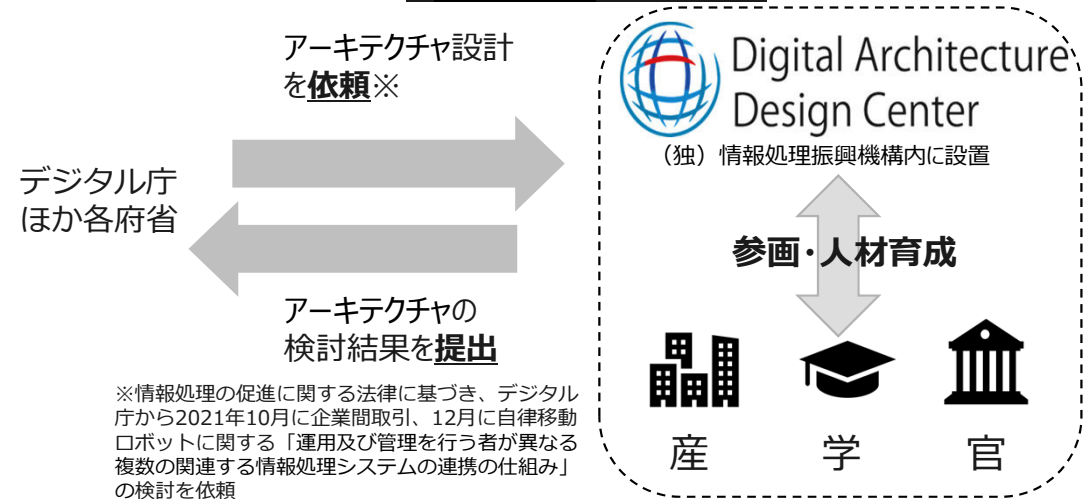 アーキテクチャ設計
を依頼※
Digital Architecture
Design Center
（独）情報処理振興機構内に設置
デジタル庁
ほか各府省
参画・人材育成
アーキテクチャの
検討結果を提出
※情報処理の促進に関する法律に基づき、デジタル
庁から2021年10月に企業間取引、12月に自律移動
ロボットに関する「運用及び管理を行う者が異なる
複数の関連する情報処理システムの連携の仕組み」
の検討を依頼
産
学
官